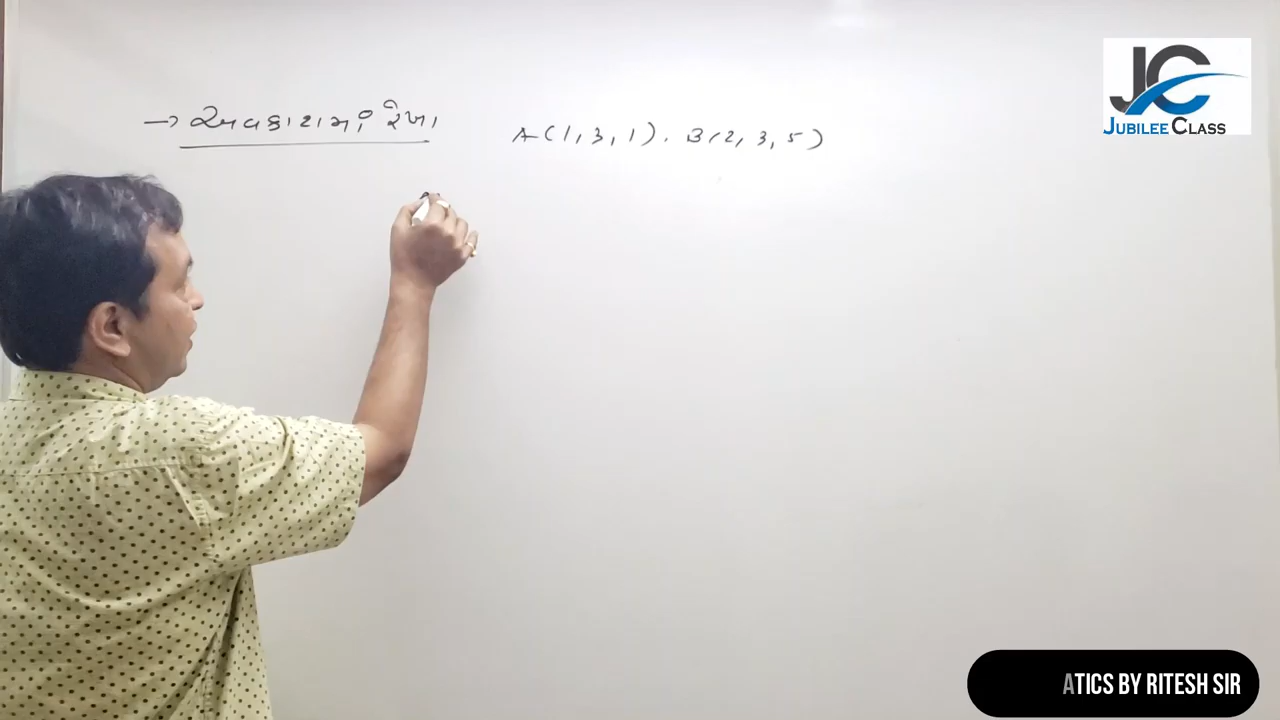 → અવકાશમાં રેખા
A(1,3,1). B(2,3,5)
JC
JUBILEE CLASS
ATICS BY RITESH SIR